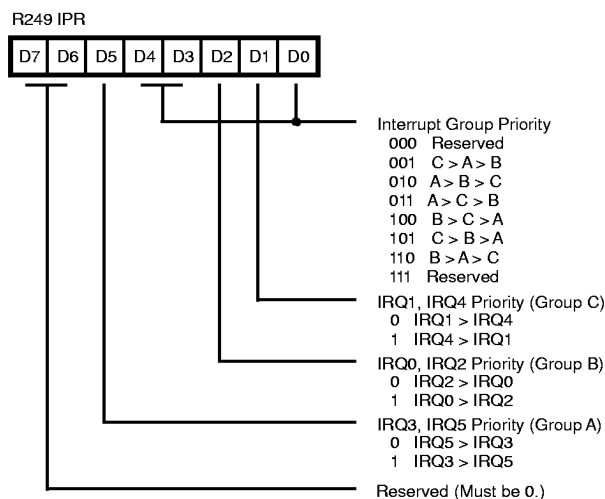 R249 IPR
D7 D6 D5 D4 D3 D2 D1 D0
Interrupt Group Priority
000 Reserved
001 C > A > B
010 A > B > C
011 A > C > B
100 B > C > A
101 C > B > A
110 B > A > C
111 Reserved
IRQ1, IRQ4 Priority (Group C)
0 IRQ1 > IRQ4
1 IRQ4 > IRQ1
IRQ0, IRQ2 Priority (Group B)
0 IRQ2 > IRQ0
1 IRQ0 > IRQ2
IRQ3, IRQ5 Priority (Group A)
0 IRQ5 > IRQ3
1 IRQ3 > IRQ5
Reserved (Must be 0.)